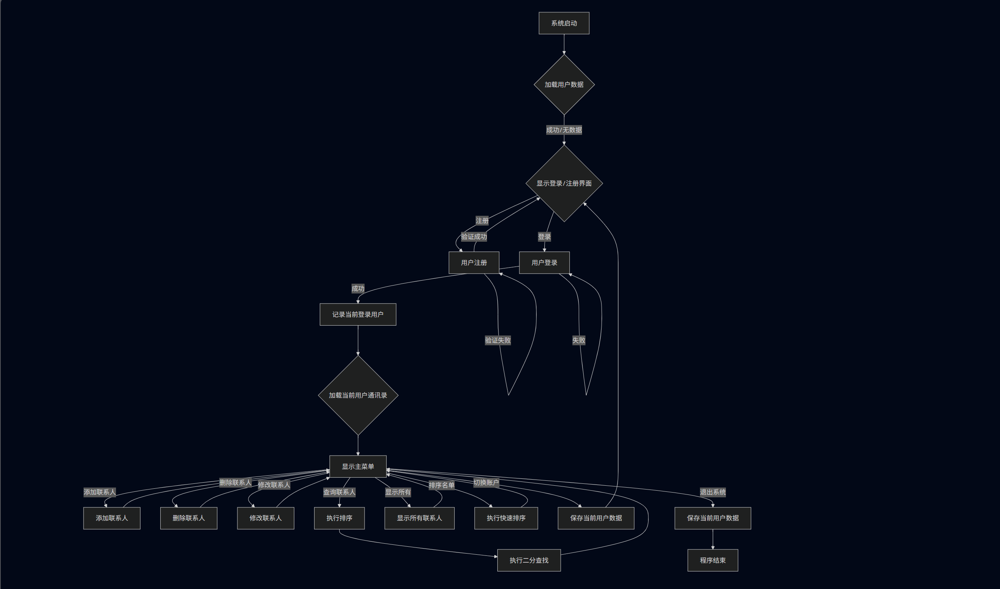 系统启动
加载用户数据
成功/无数据
显示登录/注册界面
注册
验证成功
登录
用户注册
用户登录
成功
记录当前登录用户
验证失败
失败
加载当前用户通讯录
显示主菜单
删除联系人
修改联系人
排序名单
切换账户
添加联系人
查询联系人
显示所有
退出系统
添加联系人
删除联系人
修改联系人
执行排序
显示所有联系人
执行快速排序
保存当前用户数据
保存当前用户数据
执行二分查找
程序结束